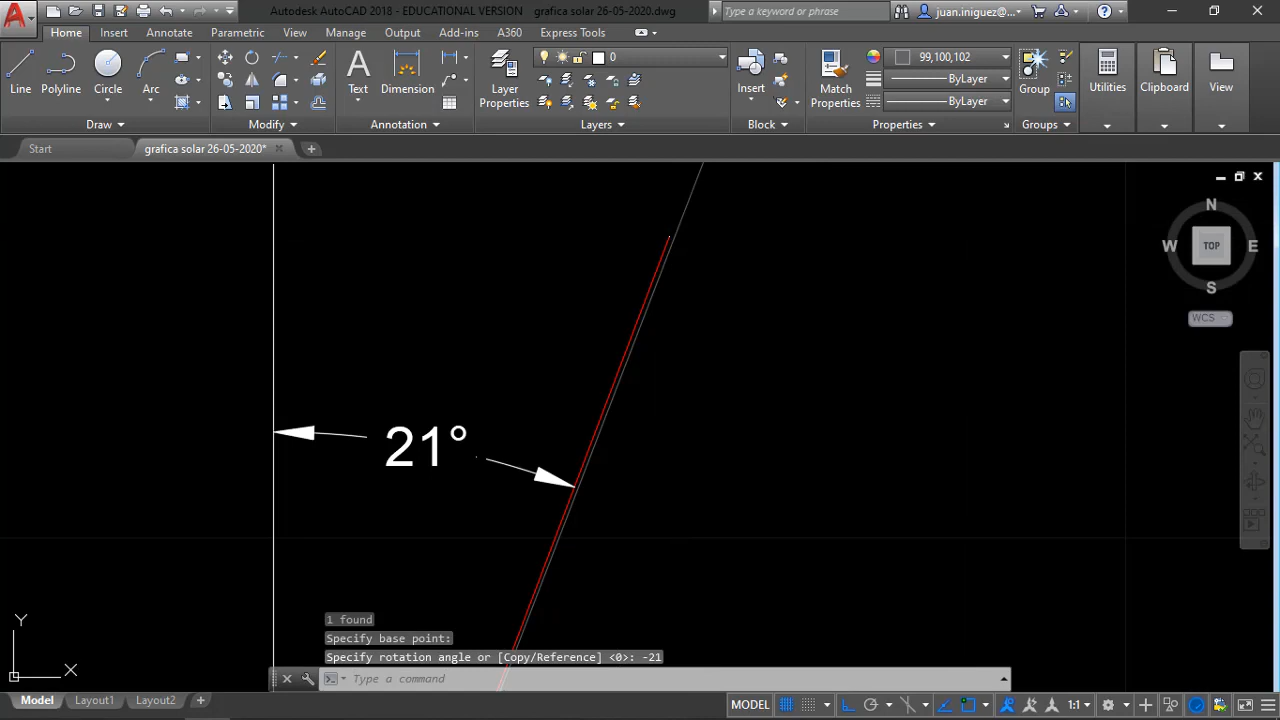 Autodesk AutoCAD 2018 - EDUCATIONAL VERSION grafica solar 26-05-2020.dwg
Type a keyword or phrase
juan.iniguez@...
Home Insert Annotate Parametric View Manage Output Add-ins A360 Express Tools
Line Polyline Circle Arc
Text Dimension
Layer Properties
0
Insert
Match Properties
99,100,102
ByLayer
ByLayer
Group
Utilities
Clipboard
View
Draw Modify Annotation Layers Block Properties Groups
Start
grafica solar 26-05-2020*
N
W TOP E
S
WCS
21°
Y
X
1 found
Specify base point:
Specify rotation angle or [Copy/Reference] <0>: -21
Type a command
Model Layout1 Layout2
MODEL
1:1